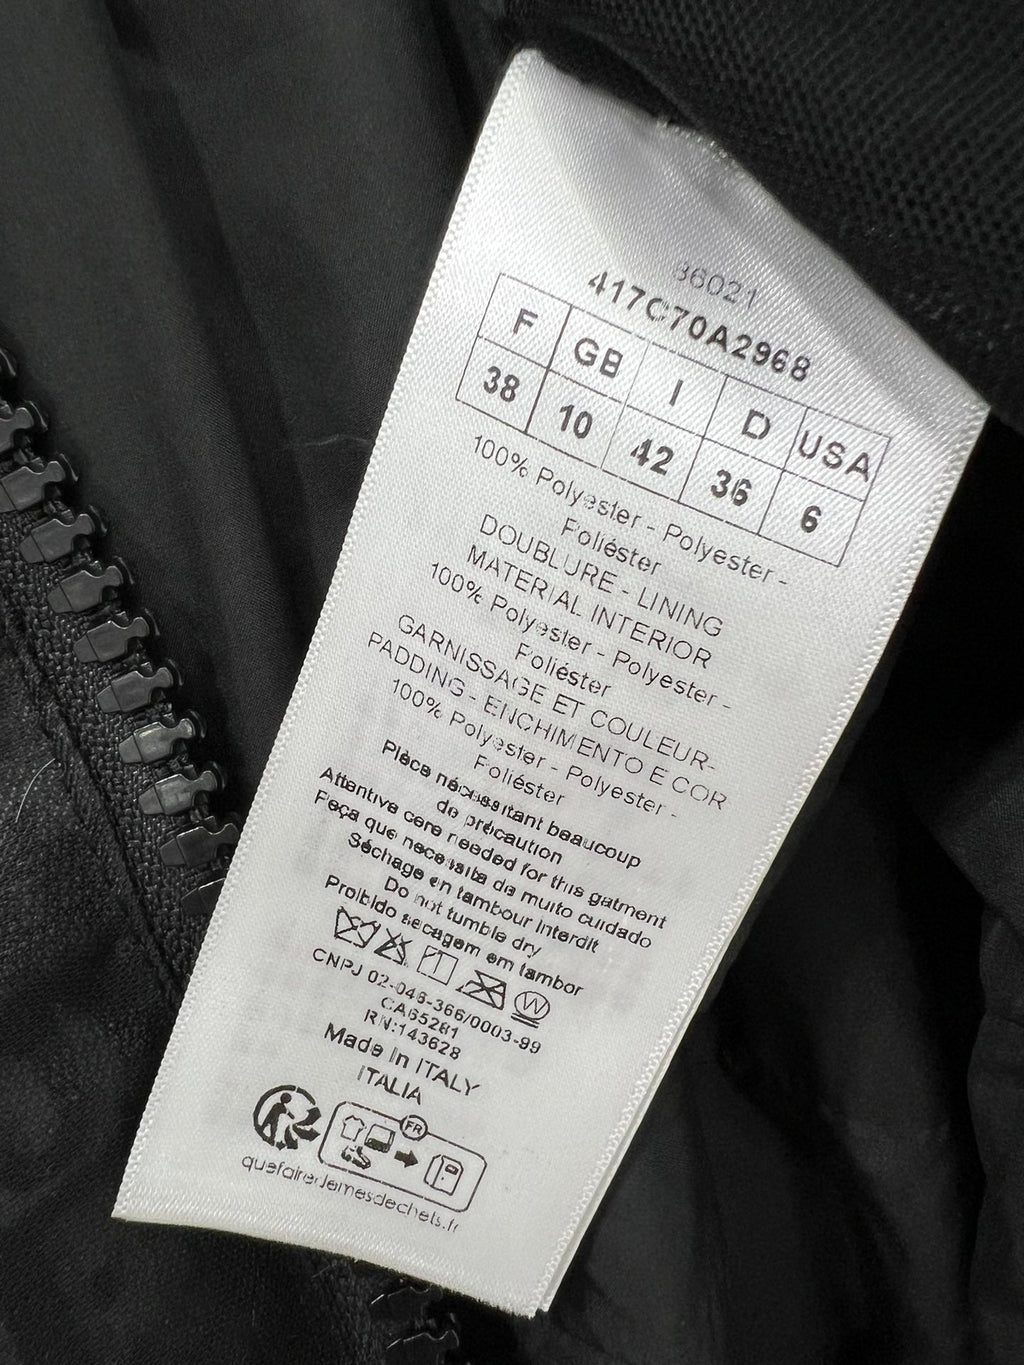 36021
417C70A2968
F GB I D USA
38 10 42 36 6
100% Polyester - Polyester -
Poliéster
DOUBLURE - LINING
MATERIAL INTERIOR
100% Polyester - Polyester -
Poliéster
GARNISSAGE ET COULEUR-
PADDING - ENCHIMENTO E COR
100% Polyester - Polyester -
Poliéster
Pièce nécessitant beaucoup
de précaution
Attentive care needed for this garment
Peça que necessita de muito cuidado
Séchage en tambour interdit
Do not tumble dry
Proibido secagem em tambor
W
CNPJ 02-046-366/0003-99
CA65281
RN:143628
Made In ITALY
ITALIA
FR
quefairedemesdechets.fr